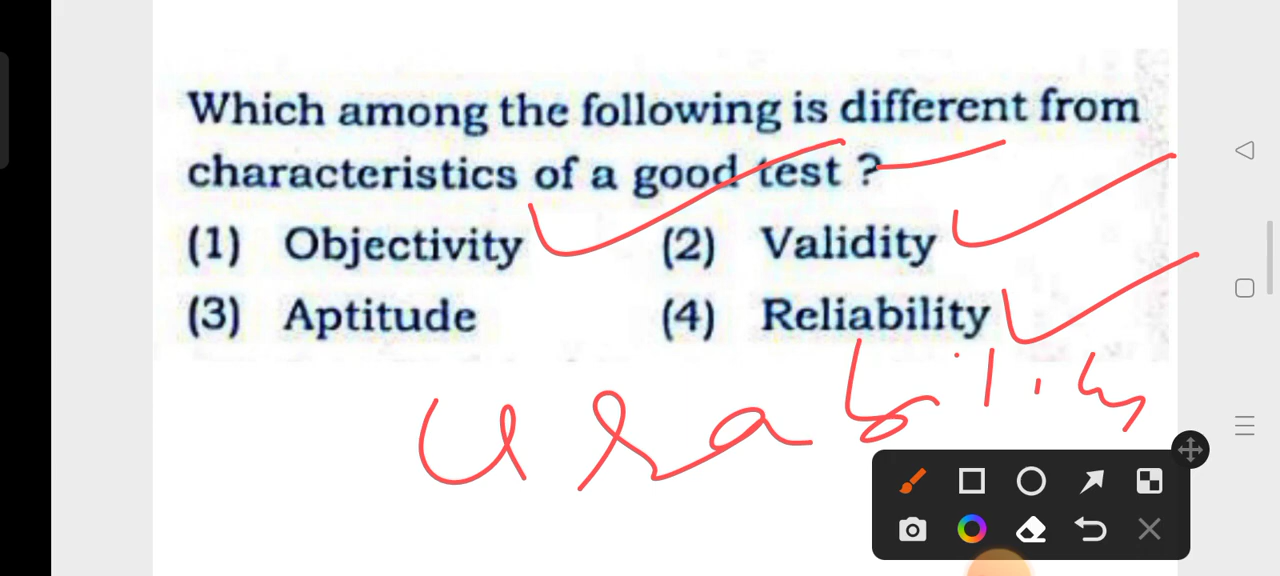 Which among the following is different from
characteristics of a good test ?
(1) Objectivity (2) Validity
(3) Aptitude (4) Reliability
usability